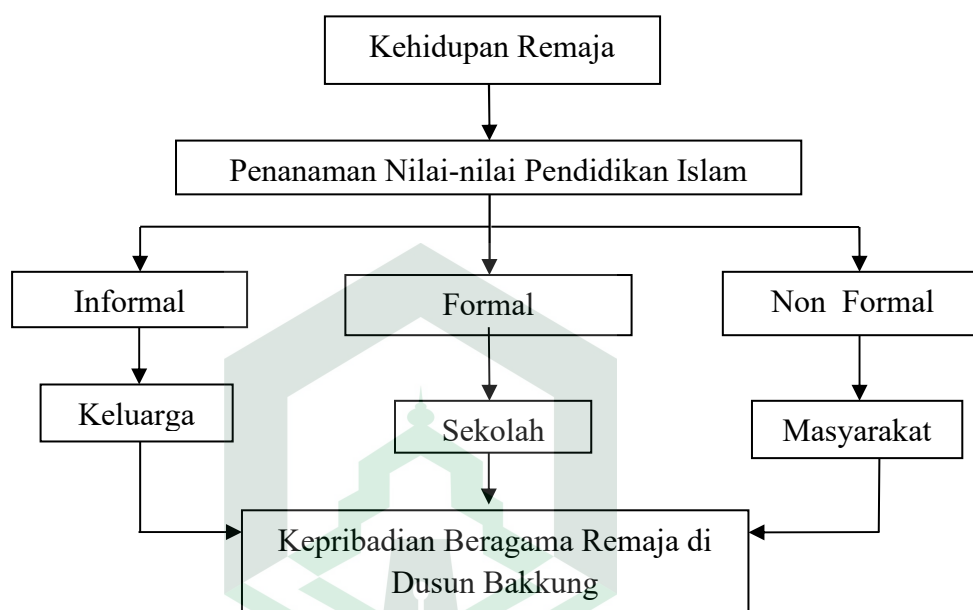 Kehidupan Remaja
Penanaman Nilai-nilai Pendidikan Islam
Informal
Formal
Non Formal
Keluarga
Sekolah
Masyarakat
Kepribadian Beragama Remaja di
Dusun Bakkung